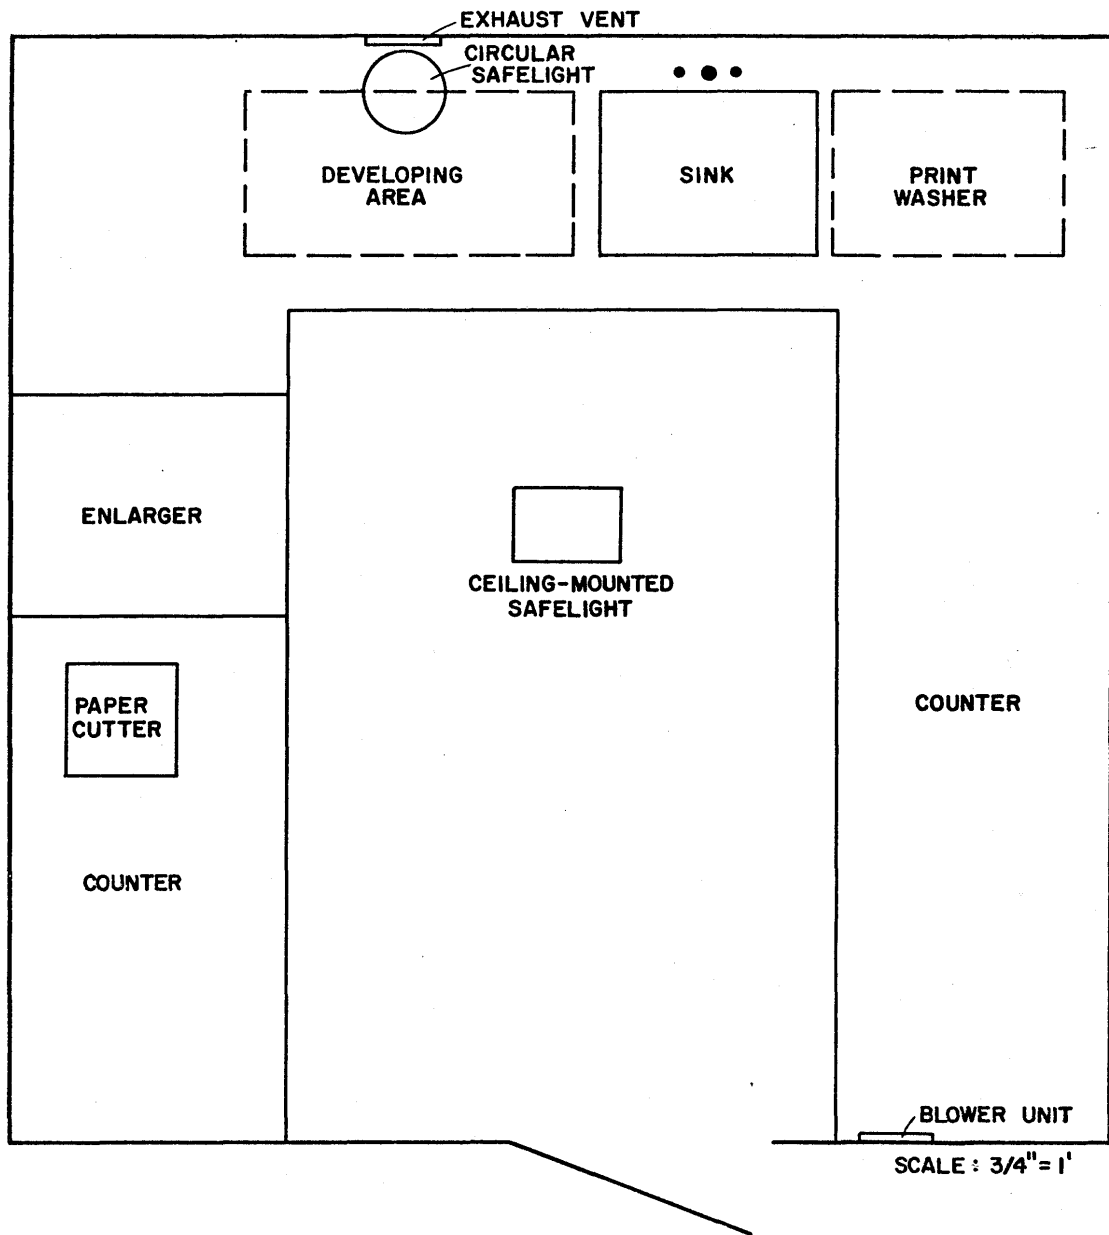 EXHAUST VENT
CIRCULAR
SAFELIGHT
DEVELOPING
AREA
SINK
PRINT
WASHER
ENLARGER
CEILING-MOUNTED
SAFELIGHT
PAPER
CUTTER
COUNTER
COUNTER
BLOWER UNIT
SCALE: 3/4"=1'